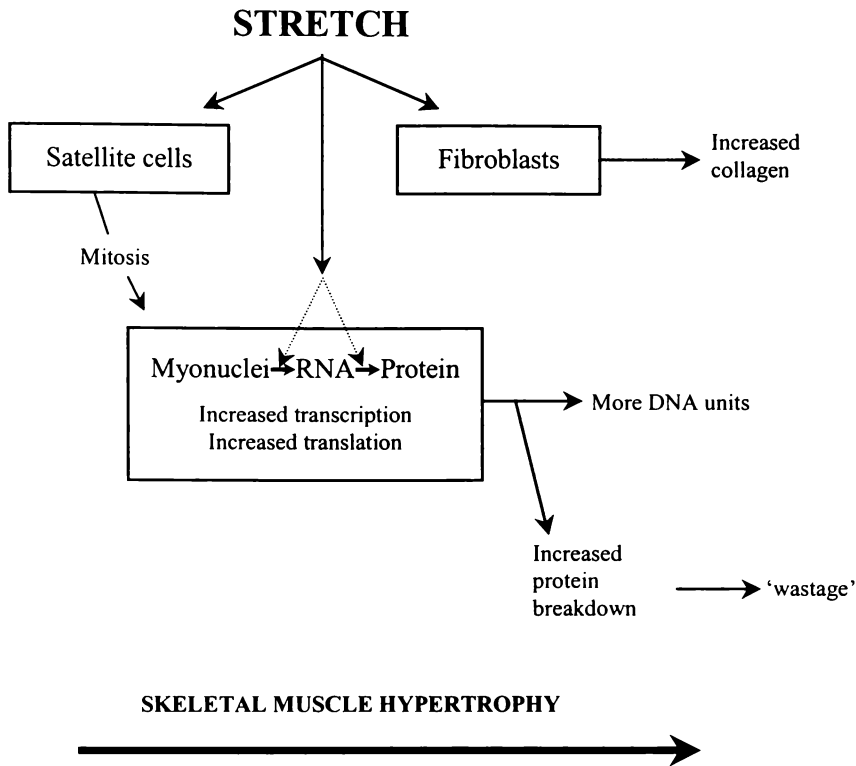 STRETCH
Satellite cells
Fibroblasts
Increased
collagen
Mitosis
Myonuclei→RNA→Protein
Increased transcription
Increased translation
More DNA units
Increased
protein
breakdown
‘wastage’
SKELETAL MUSCLE HYPERTROPHY